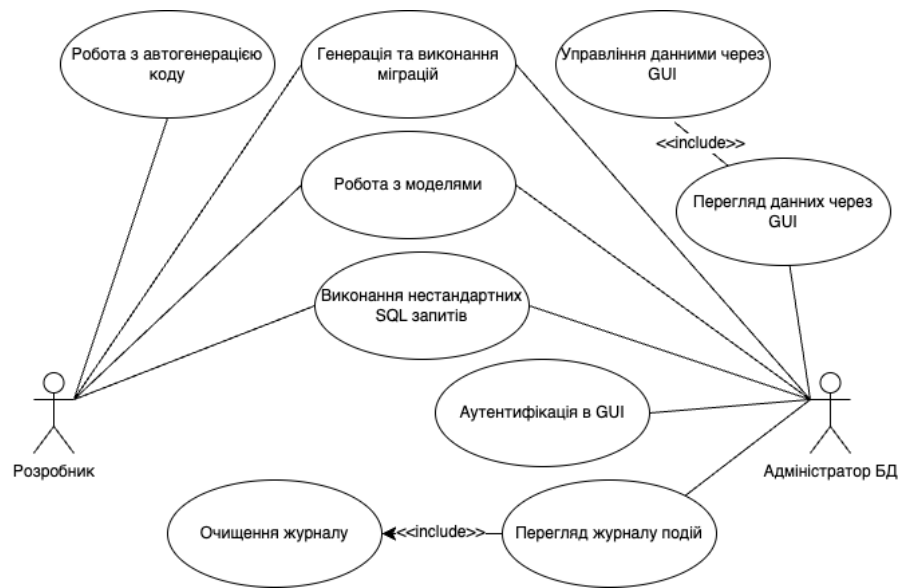 Робота з автогенерацією
коду
Генерація та виконання
міграцій
Управління данними через
GUI
<<include>>
Робота з моделями
Перегляд данних через
GUI
Виконання нестандартних
SQL запитів
Аутентифікація в GUI
Розробник
Адміністратор БД
Очищення журналу
<<include>>
Перегляд журналу подій